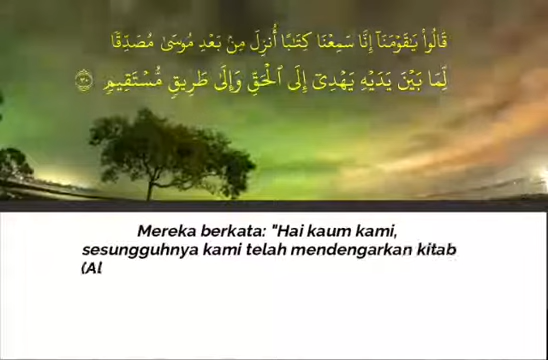 قَالُوا۟ يَـٰقَوْمَنَآ إِنَّا سَمِعْنَا كِتَـٰبًا أُنزِلَ مِنۢ بَعْدِ مُوسَىٰ مُصَدِّقًا
لِّمَا بَيْنَ يَدَيْهِ يَهْدِىٓ إِلَى ٱلْحَقِّ وَإِلَىٰ طَرِيقٍ مُّسْتَقِيمٍ ٣٠
Mereka berkata: "Hai kaum kami,
sesungguhnya kami telah mendengarkan kitab
(Al